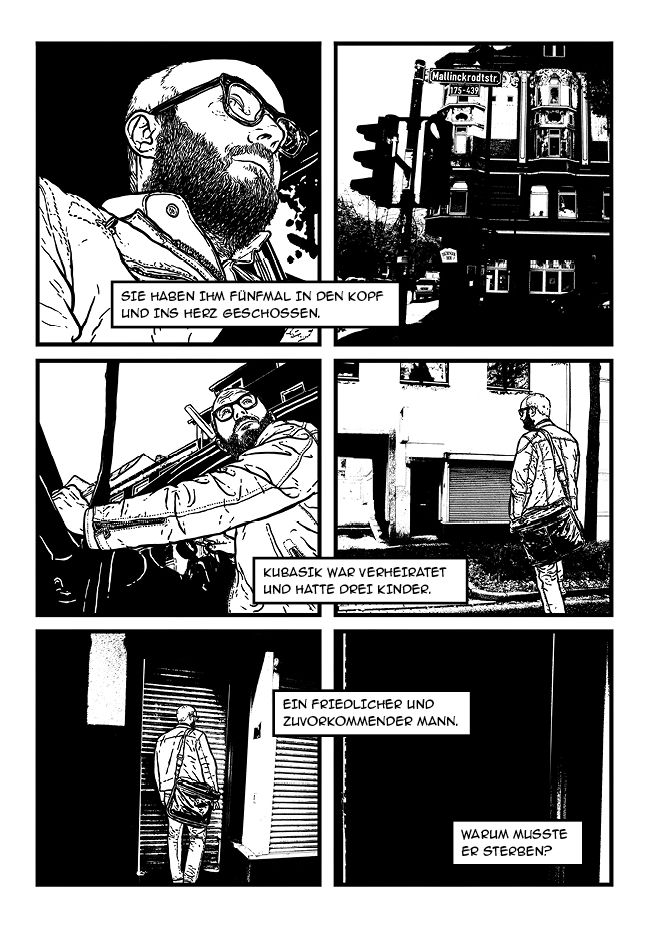 Mallinckrodtstr.
175-439
SIE HABEN IHM FÜNFMAL IN DEN KOPF
UND INS HERZ GESCHOSSEN.
KUBASIK WAR VERHEIRATET
UND HATTE DREI KINDER.
EIN FRIEDLICHER UND
ZUVORKOMMENDER MANN.
WARUM MUSSTE
ER STERBEN?